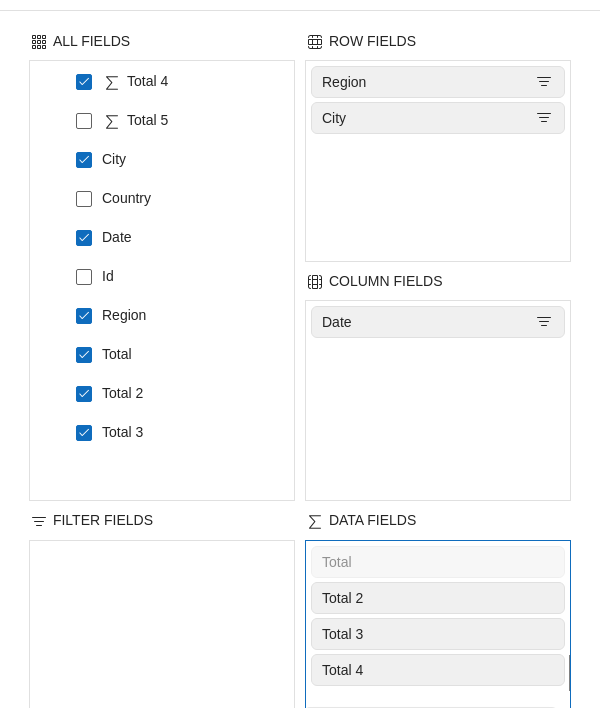 ALL FIELDS
Total 4
Total 5
City
Country
Date
Id
Region
Total
Total 2
Total 3
ROW FIELDS
Region
City
COLUMN FIELDS
Date
FILTER FIELDS
DATA FIELDS
Total
Total 2
Total 3
Total 4